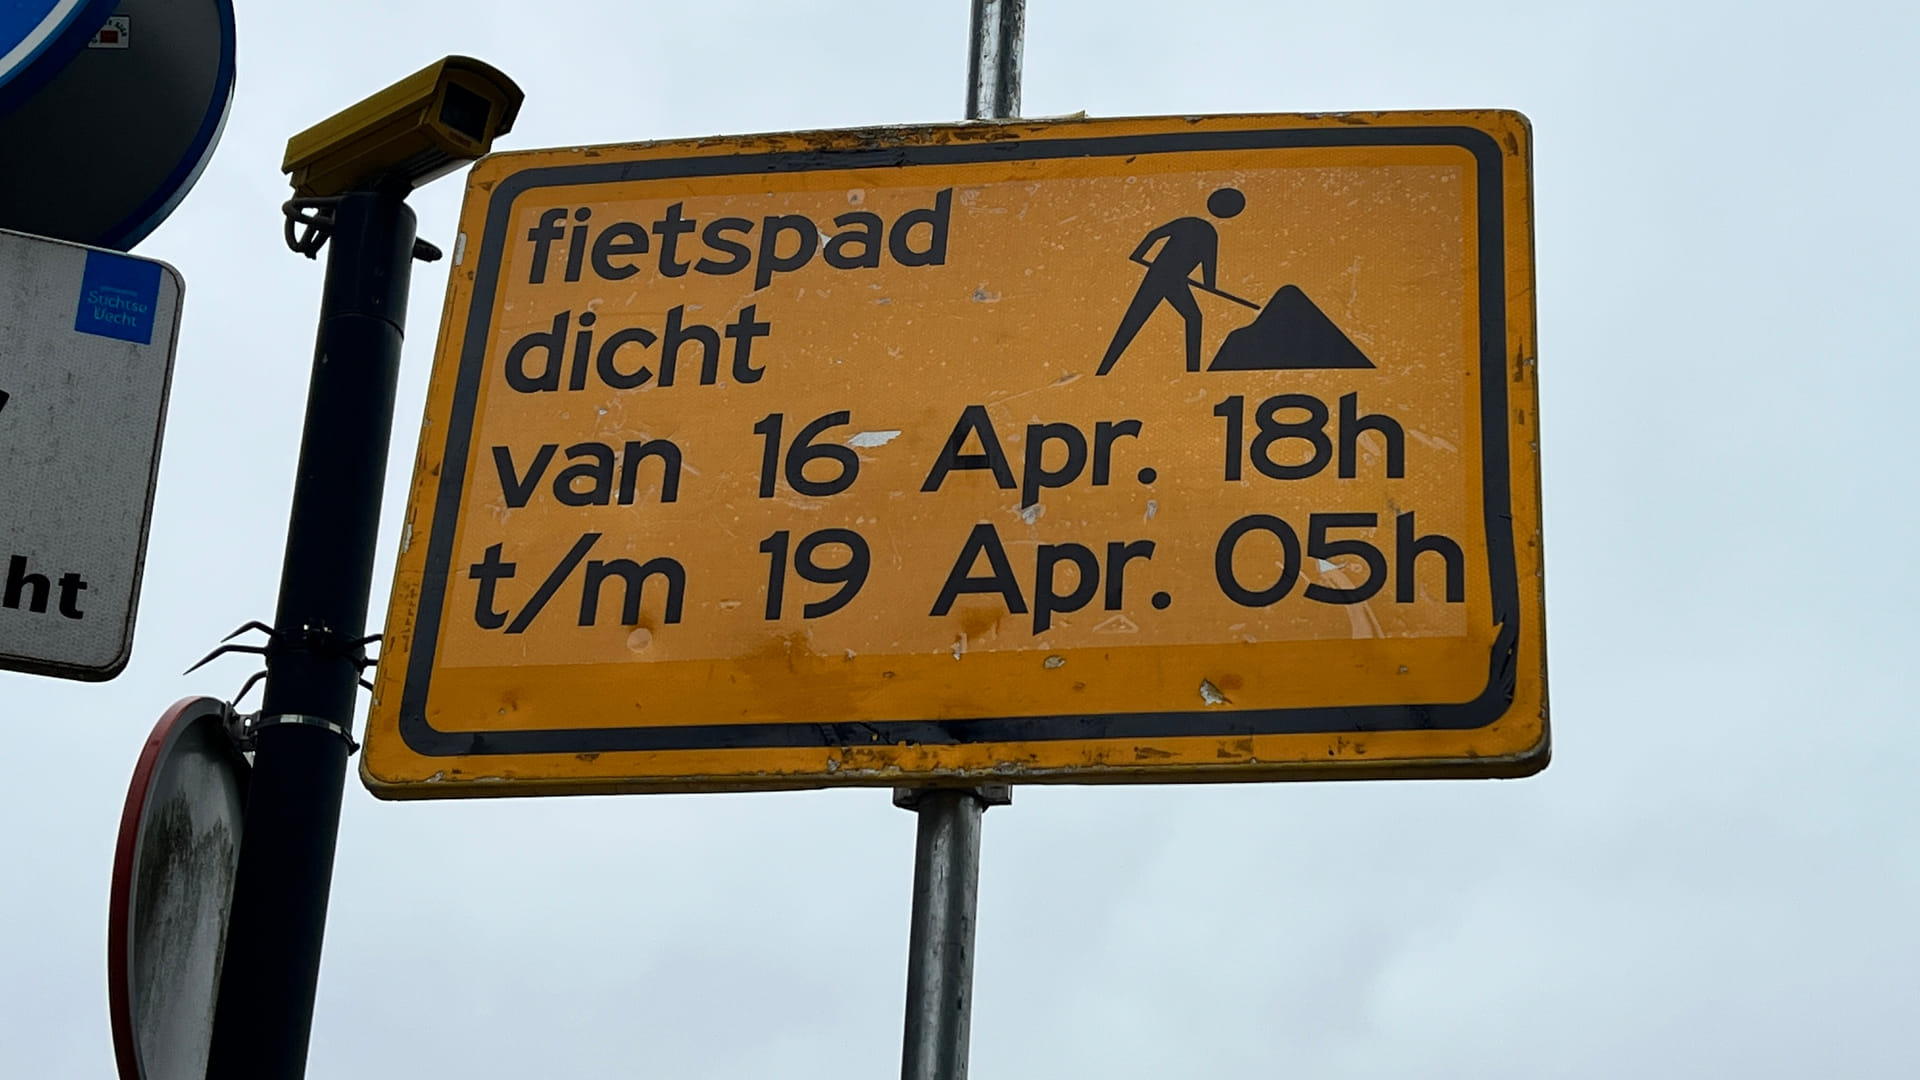 fietspad
dicht
van 16 Apr. 18h
t/m 19 Apr. 05h
Stichtse
Vecht
ht